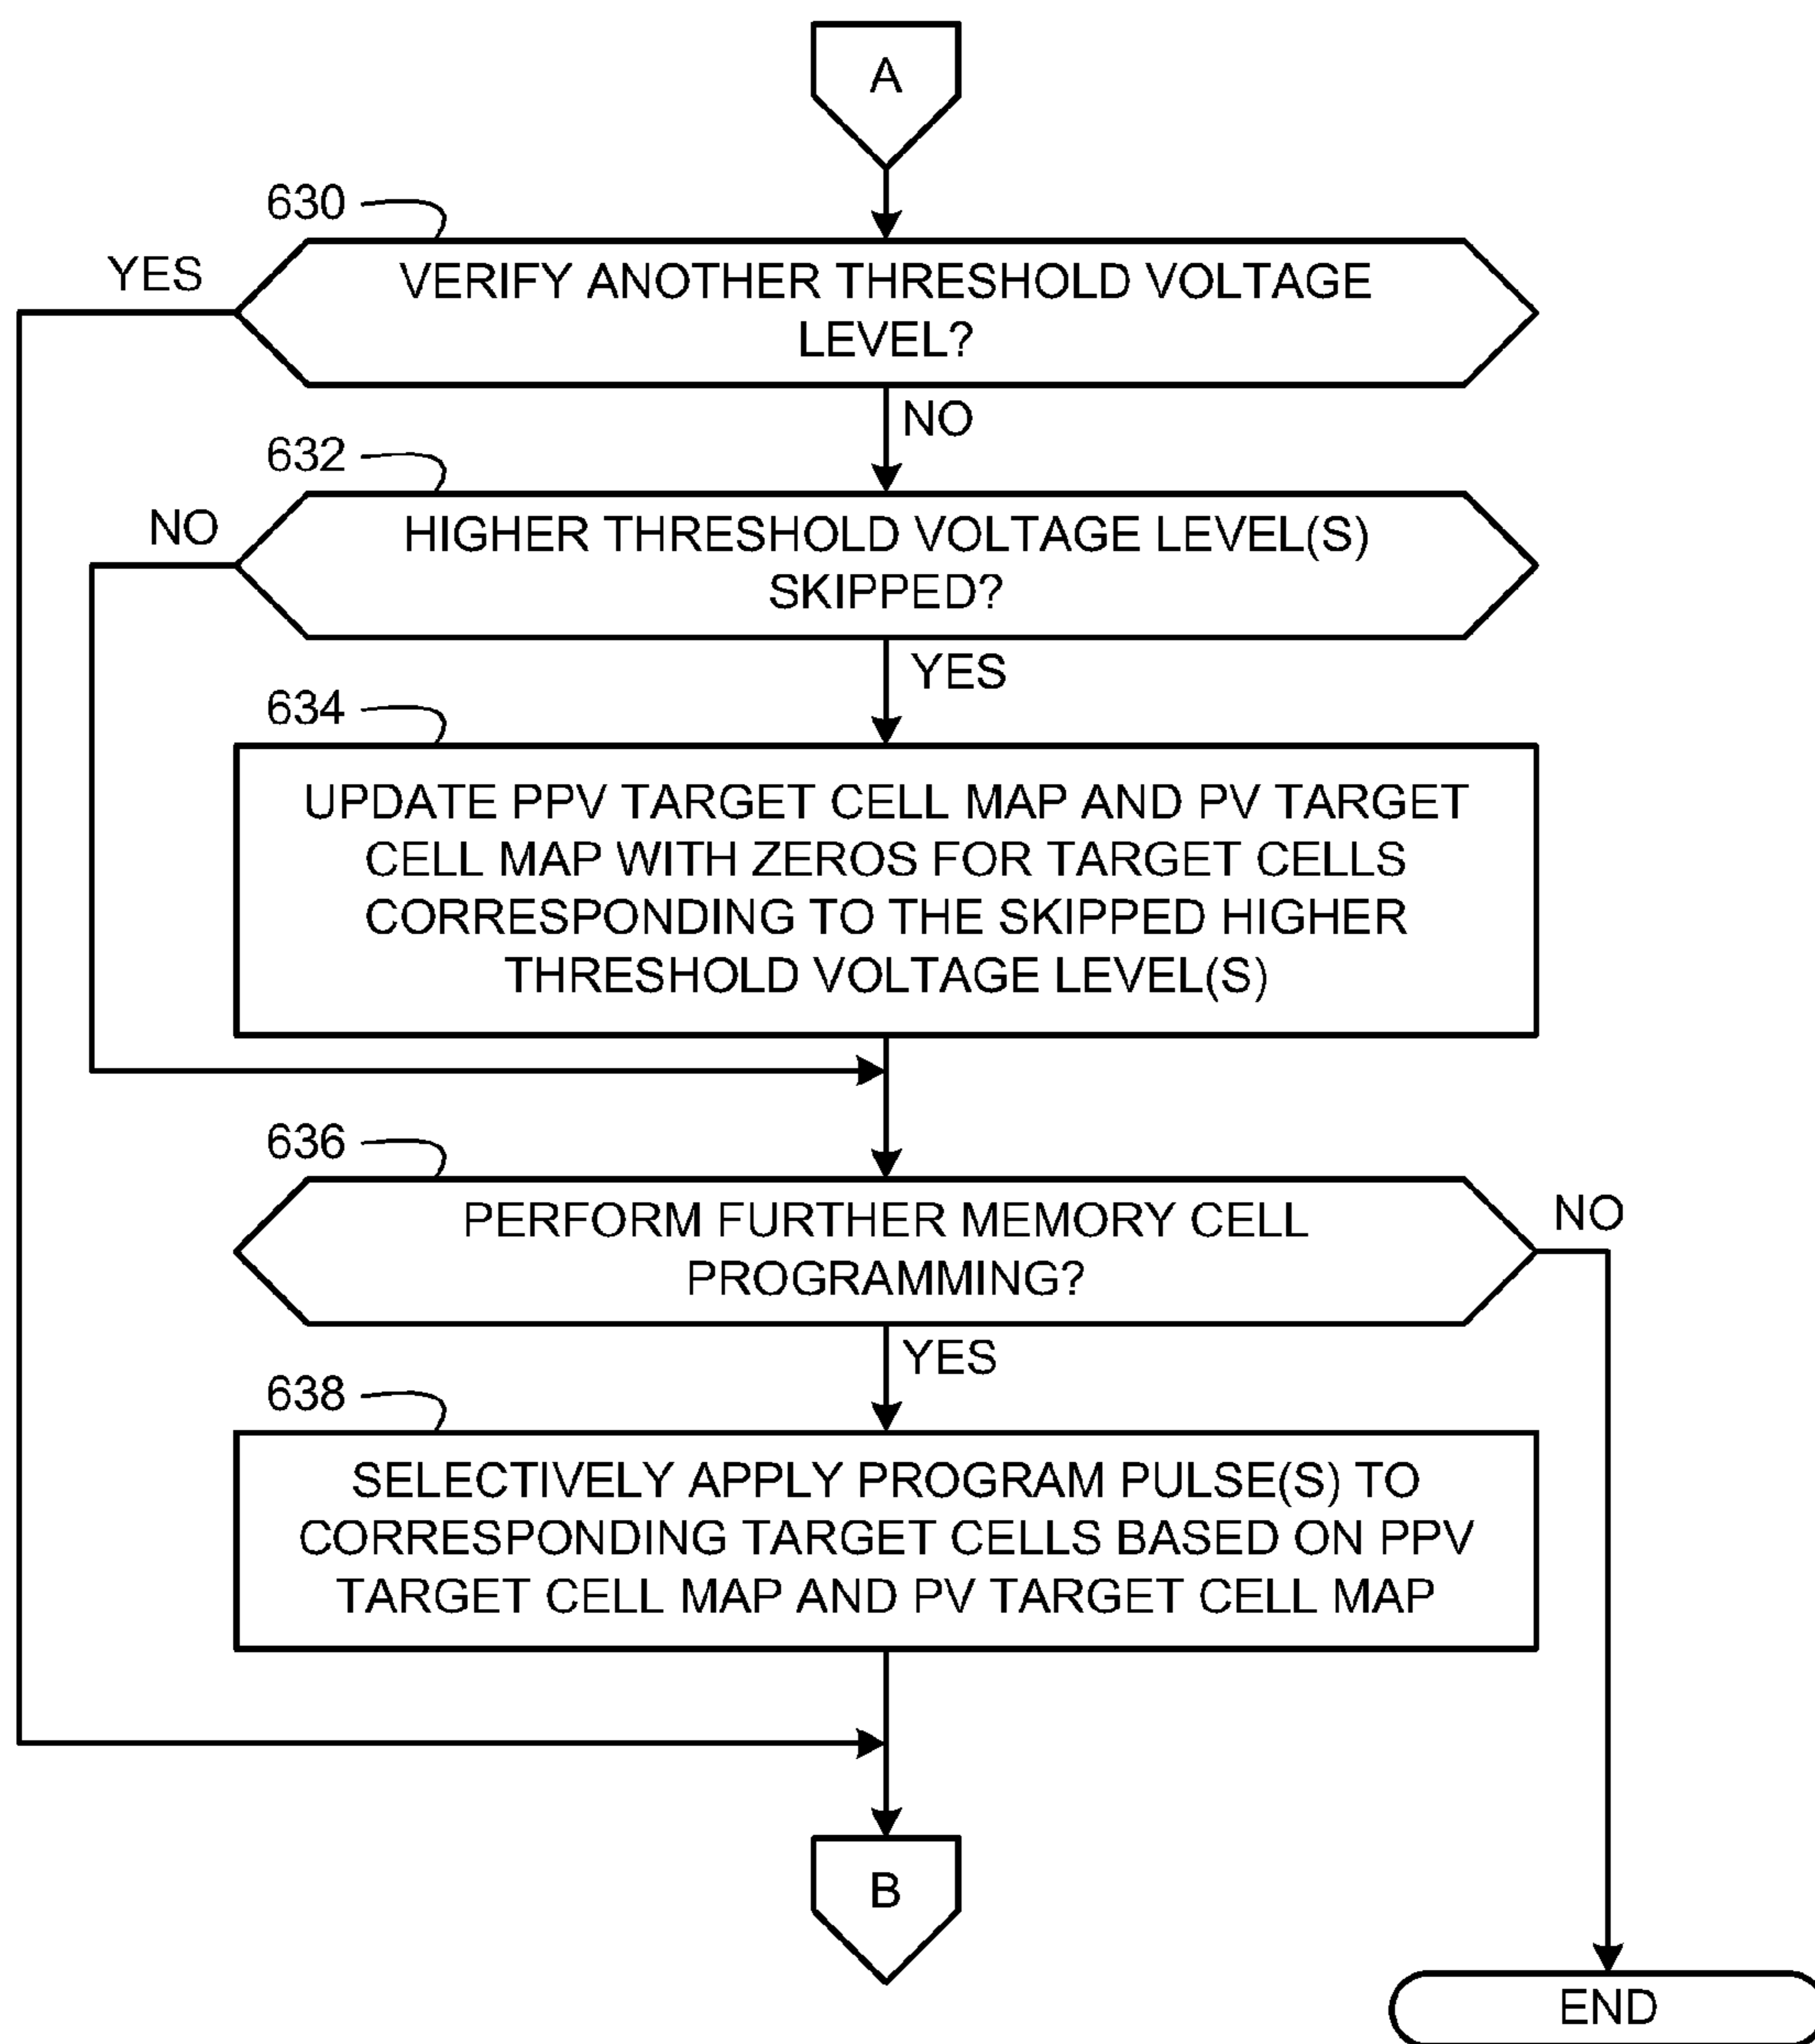 A
630
YES
VERIFY ANOTHER THRESHOLD VOLTAGE
LEVEL?
NO
632
NO
HIGHER THRESHOLD VOLTAGE LEVEL(S)
SKIPPED?
YES
634
UPDATE PPV TARGET CELL MAP AND PV TARGET
CELL MAP WITH ZEROS FOR TARGET CELLS
CORRESPONDING TO THE SKIPPED HIGHER
THRESHOLD VOLTAGE LEVEL(S)
636
PERFORM FURTHER MEMORY CELL
PROGRAMMING?
NO
YES
638
SELECTIVELY APPLY PROGRAM PULSE(S) TO
CORRESPONDING TARGET CELLS BASED ON PPV
TARGET CELL MAP AND PV TARGET CELL MAP
B
END